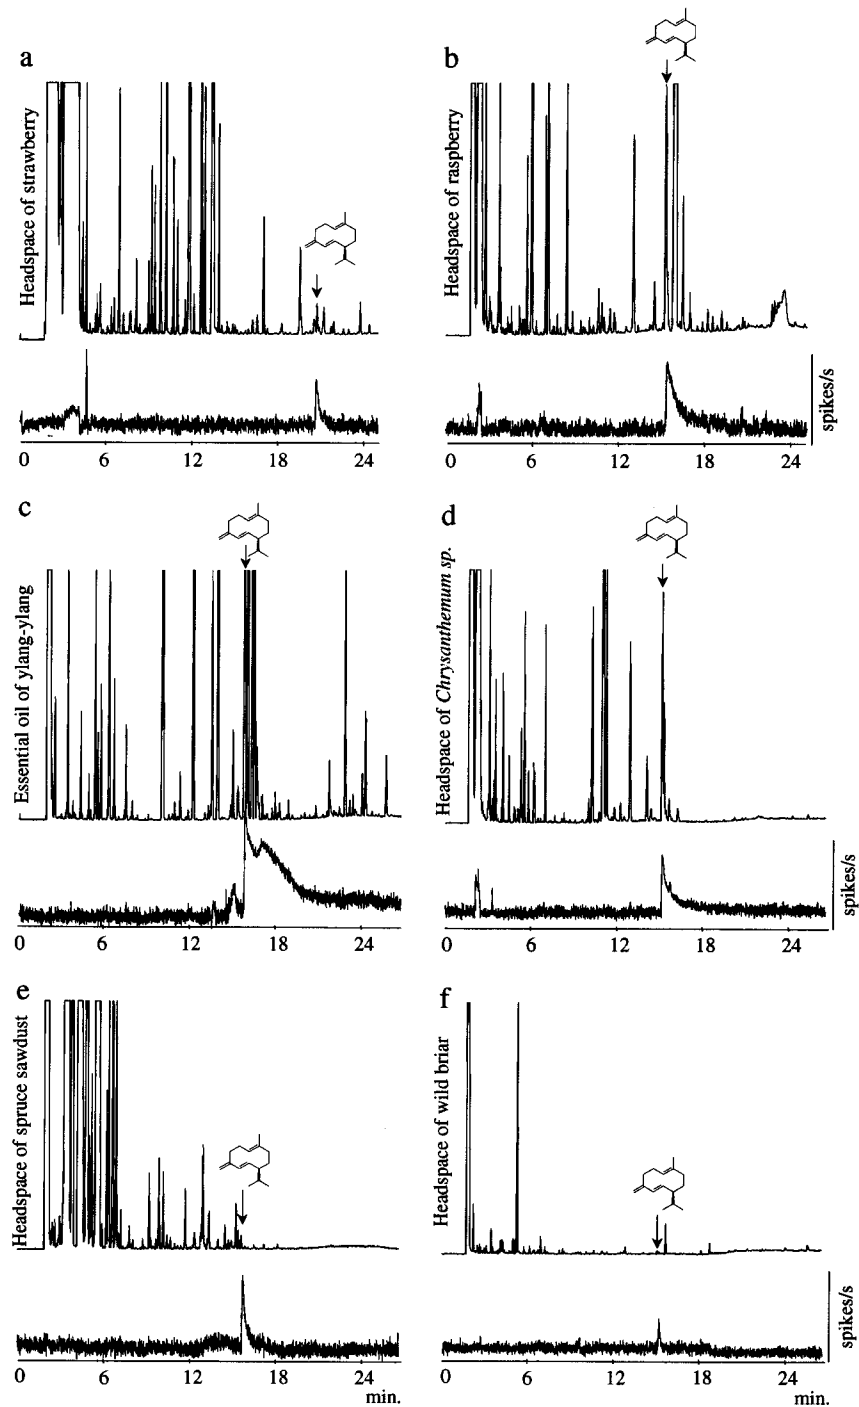 a
Headspace of strawberry
0 6 12 18 24
b
Headspace of raspberry
spikes/s
0 6 12 18 24
c
Essential oil of ylang-ylang
0 6 12 18 24
d
Headspace of Chrysanthemum sp.
spikes/s
0 6 12 18 24
e
Headspace of spruce sawdust
0 6 12 18 24
min.
f
Headspace of wild briar
spikes/s
0 6 12 18 24
min.